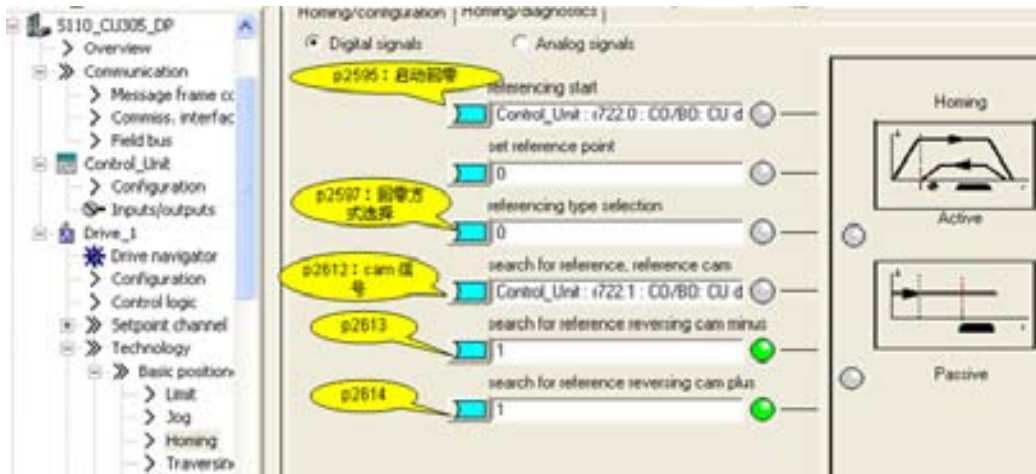 S110_CU305_DP
Overview
Communication
Message frame co
Commiss. interfac
Field bus
Control_Unit
Configuration
Inputs/outputs
Drive_1
Drive navigator
Configuration
Control logic
Setpoint channel
Technology
Basic position
Limit
Jog
Homing
Traversin
Homing/configuration
Homing/diagnostics
Digital signals
Analog signals
p2595：启动回零
referencing start
Control_Unit : r722.0 : CO/BO: CU d
set reference point
0
p2597：回零方式选择
referencing type selection
0
p2612：cam 信号
search for reference, reference cam
Control_Unit : r722.1 : CO/BO: CU d
p2613
search for reference reversing cam minus
1
p2614
search for reference reversing cam plus
1
Homing
Active
Passive